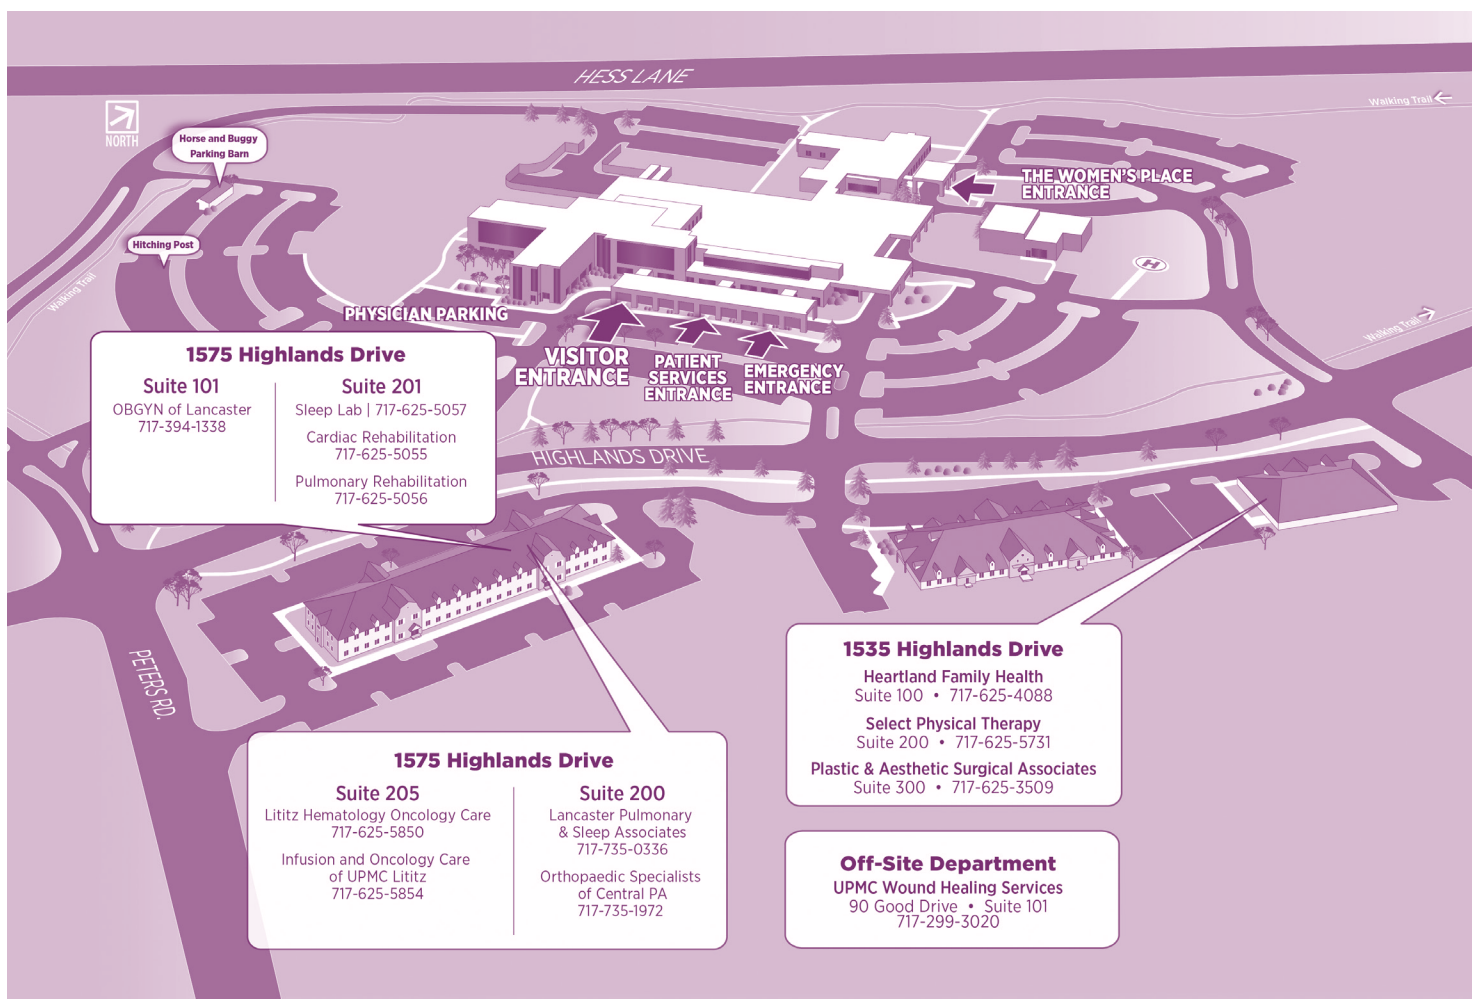 HESS LANE
Walking Trail
NORTH
Horse and Buggy
Parking Barn
THE WOMEN'S PLACE
ENTRANCE
Hitching Post
H
Walking Trail
PHYSICIAN PARKING
Walking Trail
VISITOR
ENTRANCE
PATIENT
SERVICES
ENTRANCE
EMERGENCY
ENTRANCE
1575 Highlands Drive
Suite 101
OBGYN of Lancaster
717-394-1338
Suite 201
Sleep Lab | 717-625-5057
Cardiac Rehabilitation
717-625-5055
Pulmonary Rehabilitation
717-625-5056
HIGHLANDS DRIVE
PETERS RD.
1535 Highlands Drive
Heartland Family Health
Suite 100 • 717-625-4088
Select Physical Therapy
Suite 200 • 717-625-5731
Plastic & Aesthetic Surgical Associates
Suite 300 • 717-625-3509
1575 Highlands Drive
Suite 205
Lititz Hematology Oncology Care
717-625-5850
Infusion and Oncology Care
of UPMC Lititz
717-625-5854
Suite 200
Lancaster Pulmonary
& Sleep Associates
717-735-0336
Orthopaedic Specialists
of Central PA
717-735-1972
Off-Site Department
UPMC Wound Healing Services
90 Good Drive • Suite 101
717-299-3020